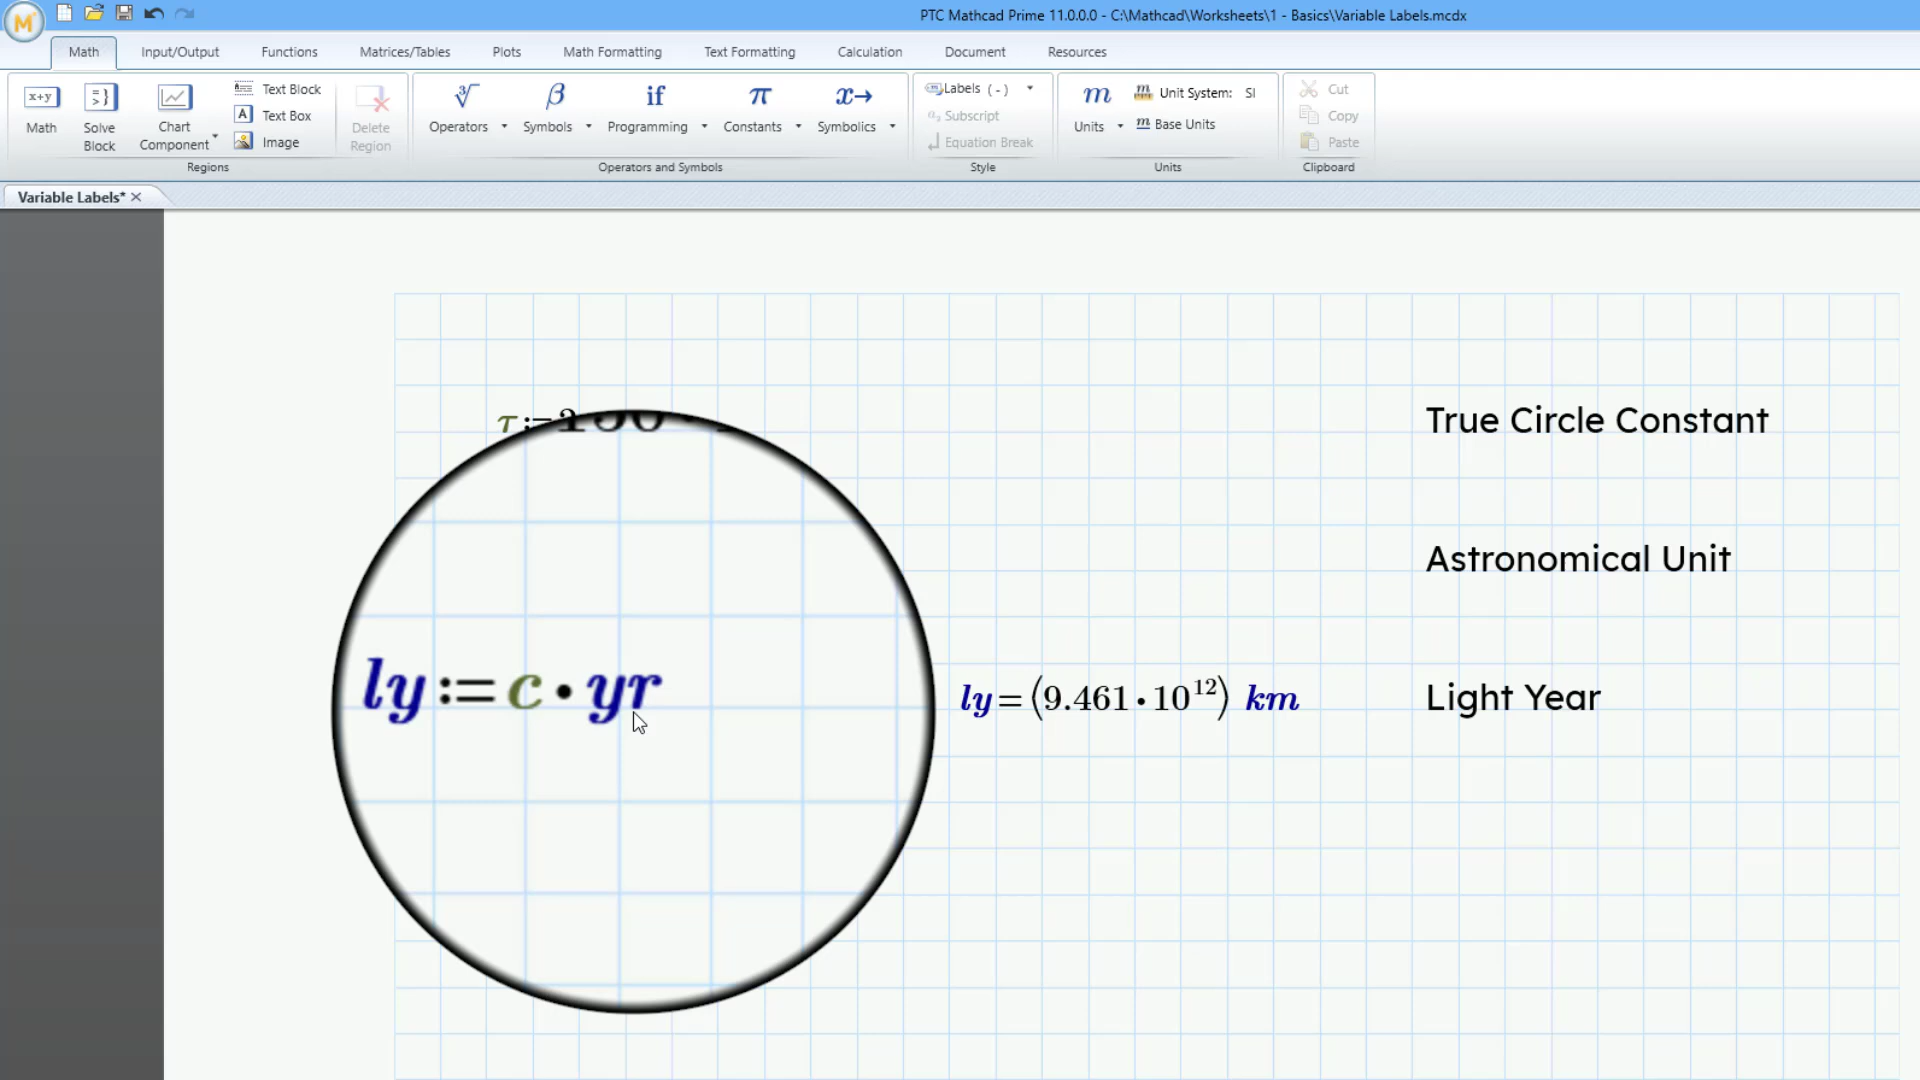 PTC Mathcad Prime 11.0.0.0 - C:\Mathcad\Worksheets\1 - Basics\Variable Labels.mcdx
Math Input/Output Functions Matrices/Tables Plots Math Formatting Text Formatting Calculation Document Resources
Math
Solve Block
Chart Component
Text Block
Text Box
Image
Delete Region
Regions
Operators
Symbols
Programming
Constants
Symbolics
Operators and Symbols
Labels ( - )
Subscript
Equation Break
Style
Units
Unit System: SI
Base Units
Units
Cut
Copy
Paste
Clipboard
Variable Labels*
τ :=
True Circle Constant
Astronomical Unit
ly := c • yr
ly = (9.461 • 10¹²) km
Light Year